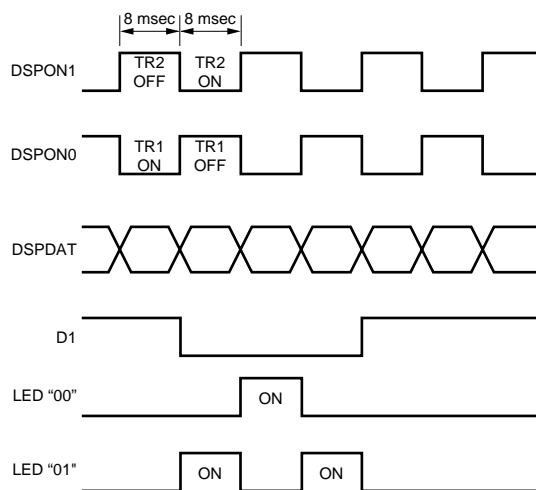 8 msec 8 msec
DSPON1
TR2 OFF
TR2 ON
DSPON0
TR1 ON
TR1 OFF
DSPDAT
D1
LED “00”
ON
LED “01"
ON
ON